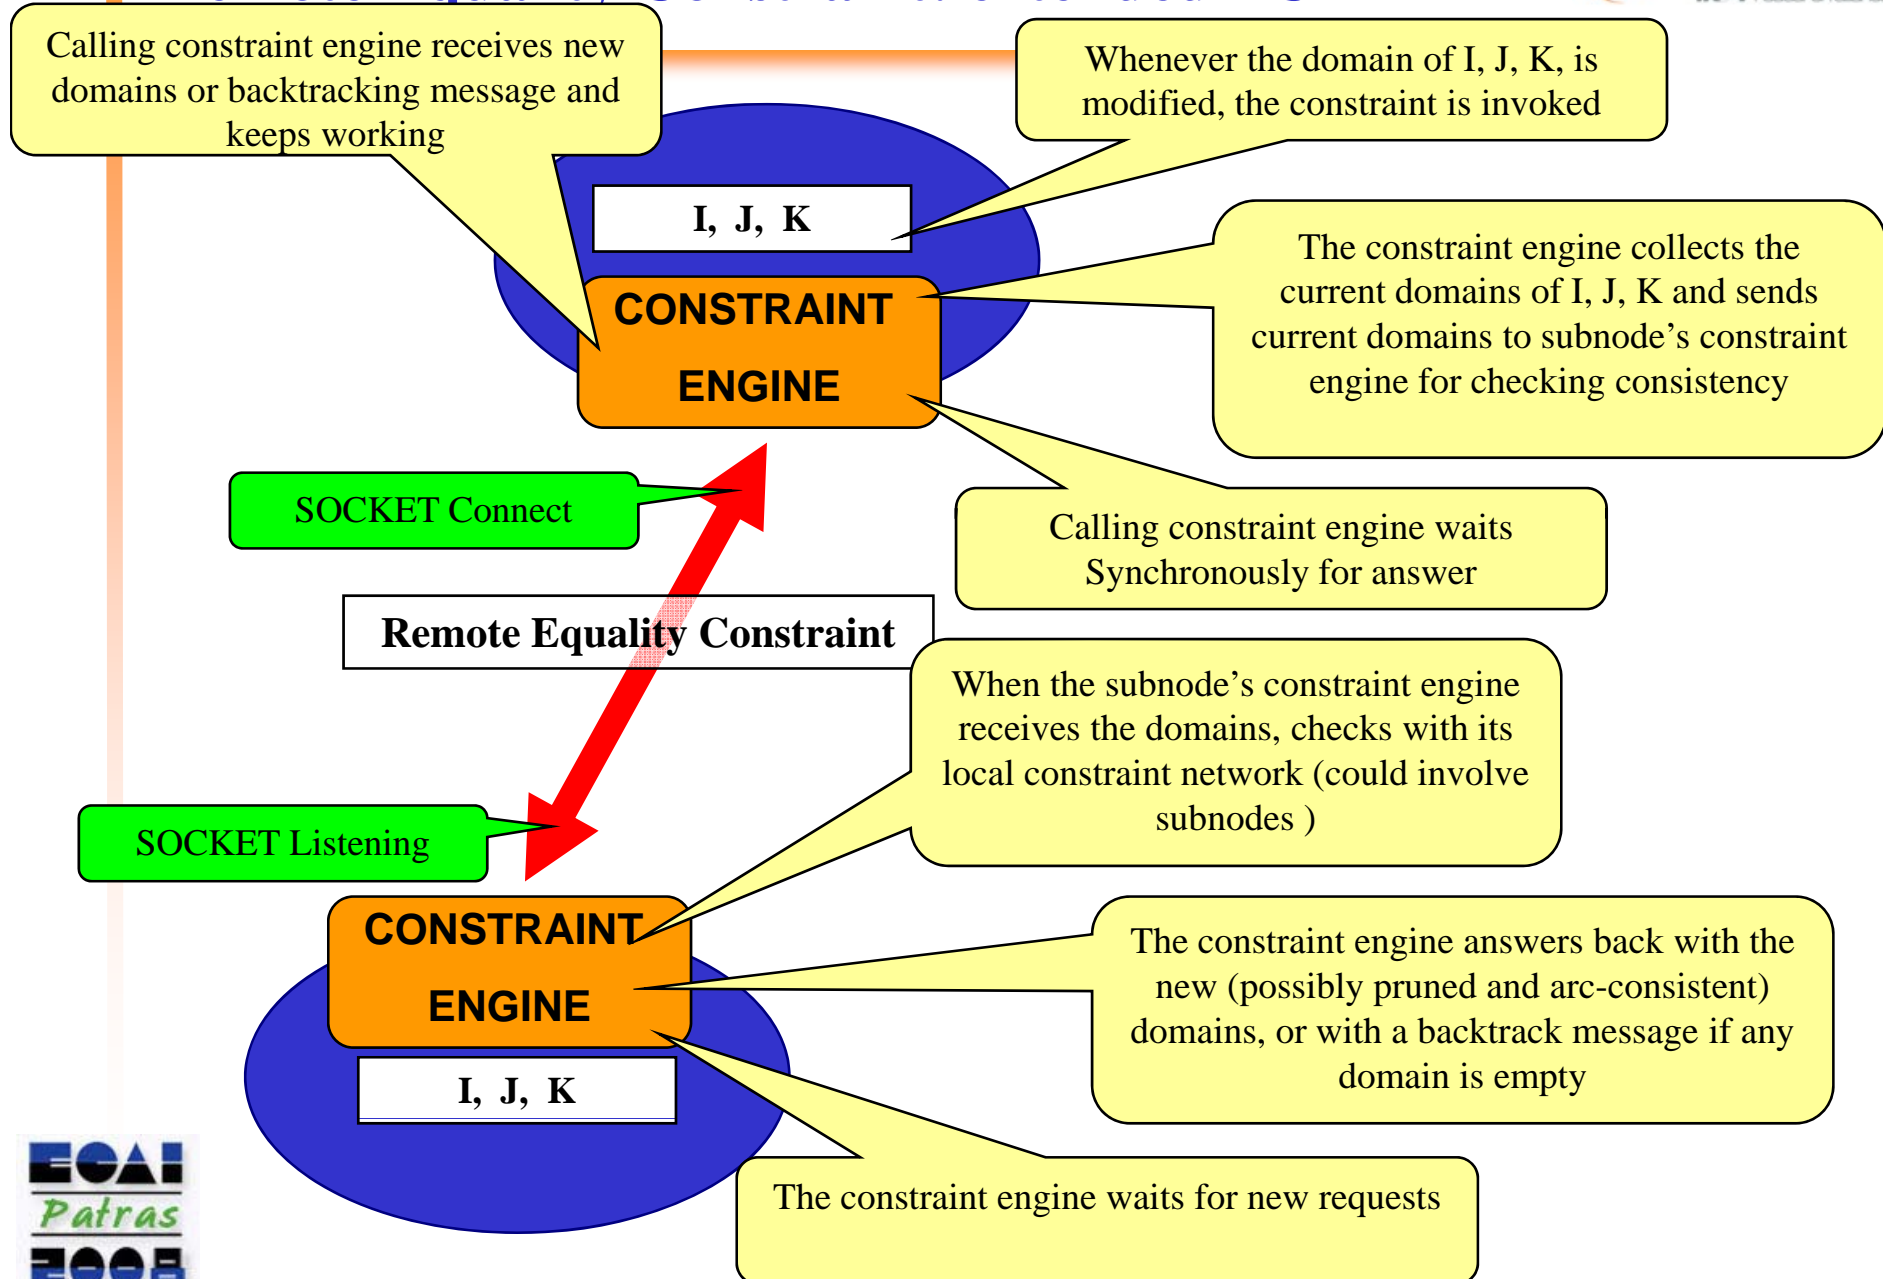 Calling constraint engine receives new
domains or backtracking message and
keeps working
Whenever the domain of I, J, K, is
modified, the constraint is invoked
I, J, K
CONSTRAINT
ENGINE
The constraint engine collects the
current domains of I, J, K and sends
current domains to subnode’s constraint
engine for checking consistency
SOCKET Connect
Calling constraint engine waits
Synchronously for answer
Remote Equality Constraint
When the subnode’s constraint engine
receives the domains, checks with its
local constraint network (could involve
subnodes )
SOCKET Listening
CONSTRAINT
ENGINE
I, J, K
The constraint engine answers back with the
new (possibly pruned and arc-consistent)
domains, or with a backtrack message if any
domain is empty
The constraint engine waits for new requests
ECAI
Patras
2008